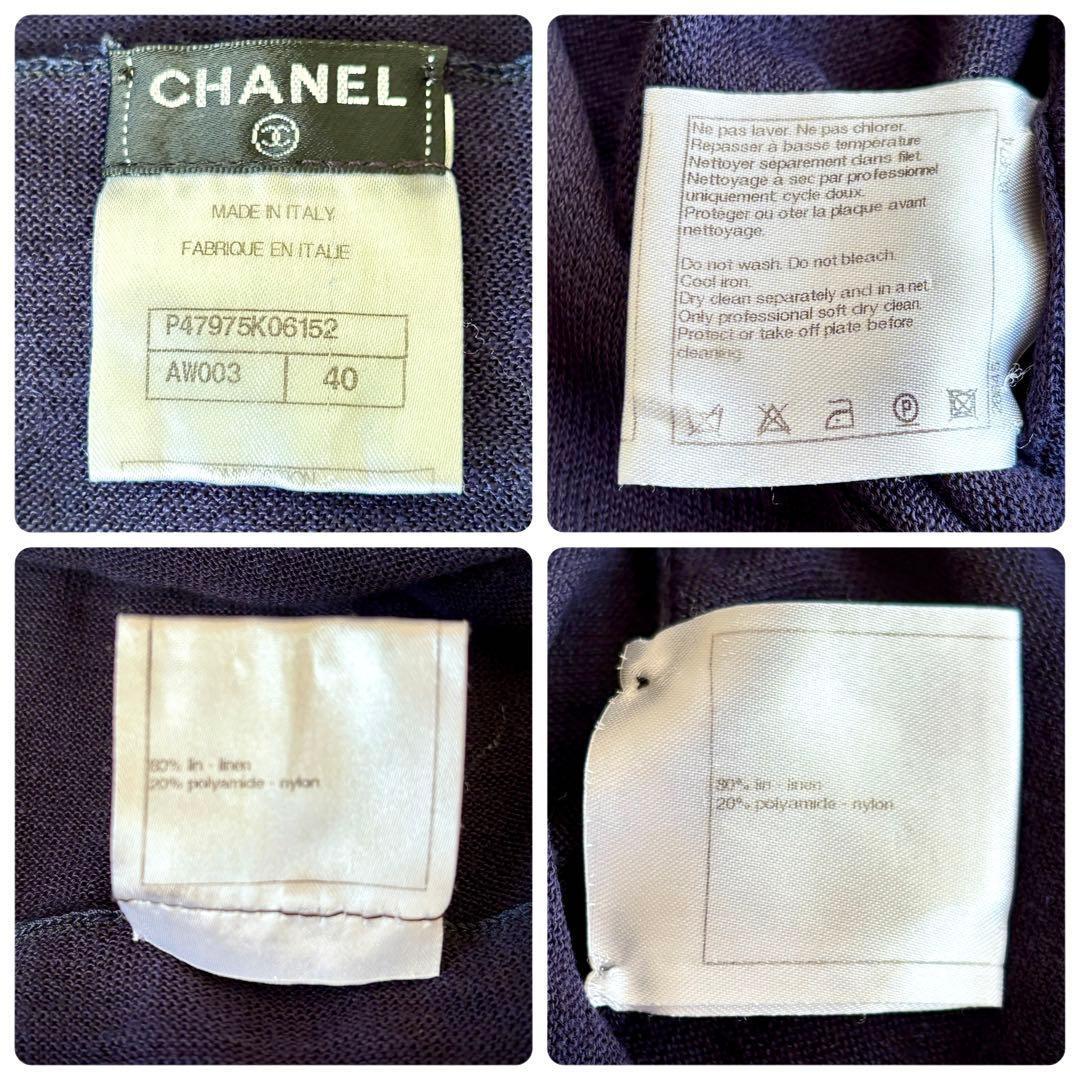 CHANEL
MADE IN ITALY
FABRIQUE EN ITALIE
P47975K06152
AW003
40
Ne pas laver. Ne pas chlorer.
Repasser à basse temperature
Nettoyer séparement dans filet.
Nettoyage à sec par professionnel
uniquement, cycle doux.
Protéger ou oter la plaque avant
nettoyage.
Do not wash. Do not bleach.
Cool iron.
Dry clean separately and in a net.
Only professional soft dry clean.
Protect or take off plate before
cleaning.
P
80% lin - linen
20% polyamide - nylon
80% lin - linen
20% polyamide - nylon